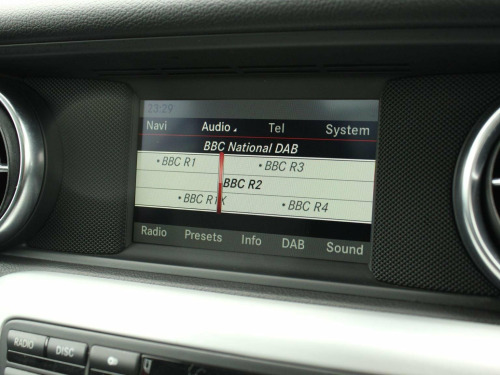 23:29
Navi Audio Tel System
BBC National DAB
• BBC R1 • BBC R3
BBC R2
• BBC R1X • BBC R4
Radio Presets Info DAB Sound
RADIO DISC